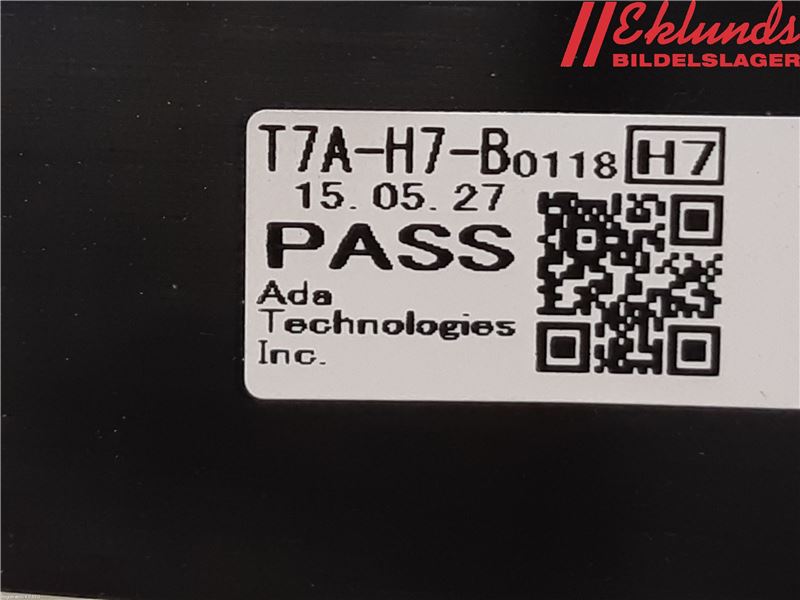 Eklunds
BILDELSLAGER
T7A-H7-B0118 H7
15.05.27
PASS
Ada
Technologies
Inc.